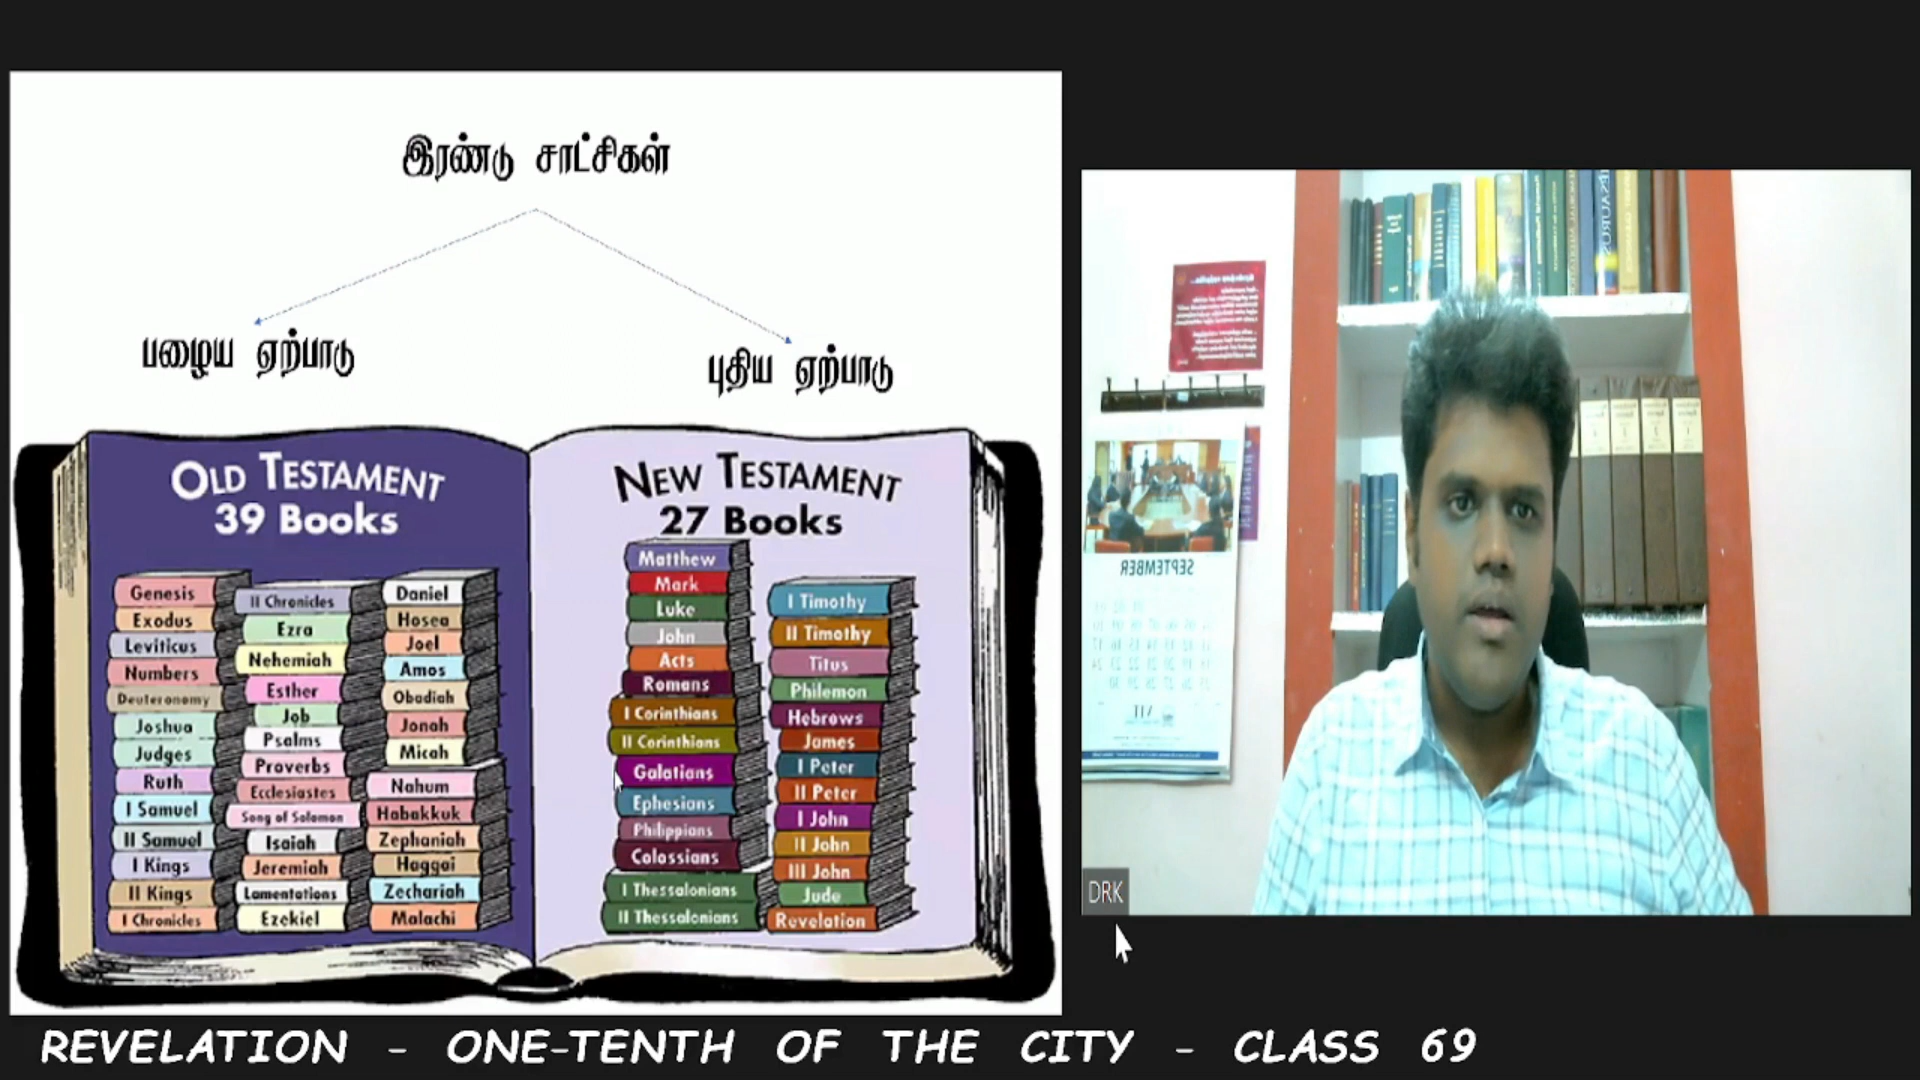 இரண்டு சாட்சிகள்
பழைய ஏற்பாடு
புதிய ஏற்பாடு
OLD TESTAMENT
39 Books
Genesis
Exodus
Leviticus
Numbers
Deuteronomy
Joshua
Judges
Ruth
I Samuel
II Samuel
I Kings
II Kings
I Chronicles
II Chronicles
Ezra
Nehemiah
Esther
Job
Psalms
Proverbs
Ecclesiastes
Song of Solomon
Isaiah
Jeremiah
Lamentations
Ezekiel
Daniel
Hosea
Joel
Amos
Obadiah
Jonah
Micah
Nahum
Habakkuk
Zephaniah
Haggai
Zechariah
Malachi
NEW TESTAMENT
27 Books
Matthew
Mark
Luke
John
Acts
Romans
I Corinthians
II Corinthians
Galatians
Ephesians
Philippians
Colossians
I Thessalonians
II Thessalonians
I Timothy
II Timothy
Titus
Philemon
Hebrews
James
I Peter
II Peter
I John
II John
III John
Jude
Revelation
SEPTEMBER
VIT
DRK
REVELATION - ONE-TENTH OF THE CITY - CLASS 69